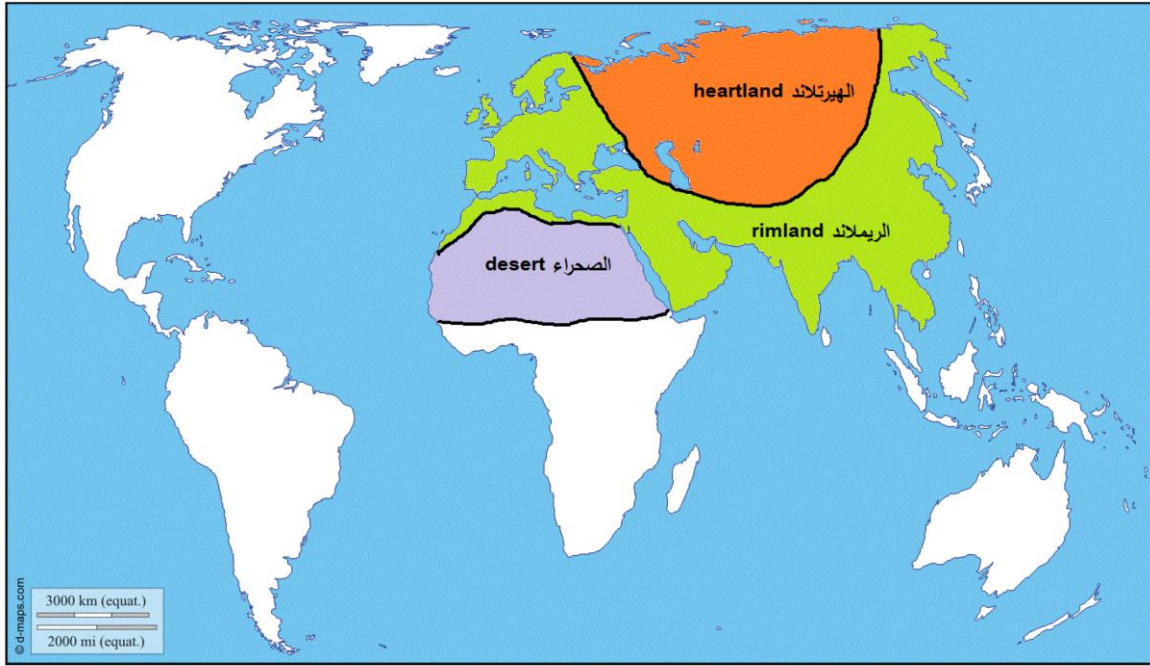 heartland الهيرتلاند
rimland الريملاند
desert الصحراء
3000 km (equat.)
2000 mi (equat.)
© d-maps.com